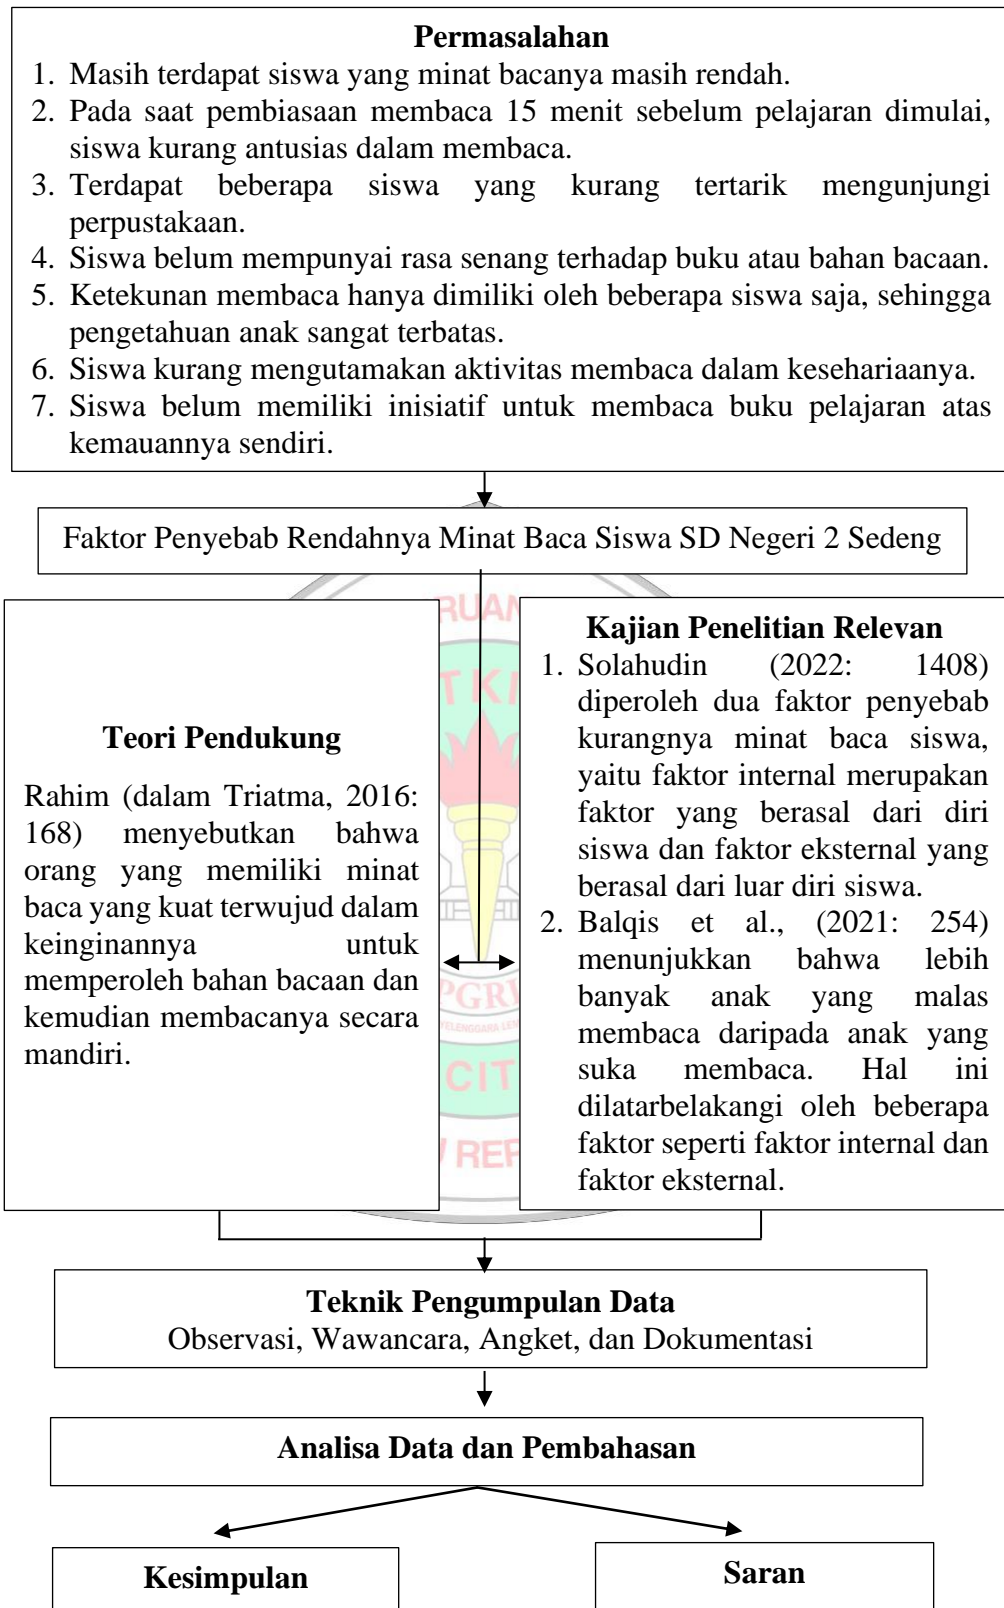 Permasalahan
1. Masih terdapat siswa yang minat bacanya masih rendah.
2. Pada saat pembiasaan membaca 15 menit sebelum pelajaran dimulai,
siswa kurang antusias dalam membaca.
3. Terdapat beberapa siswa yang kurang tertarik mengunjungi
perpustakaan.
4. Siswa belum mempunyai rasa senang terhadap buku atau bahan bacaan.
5. Ketekunan membaca hanya dimiliki oleh beberapa siswa saja, sehingga
pengetahuan anak sangat terbatas.
6. Siswa kurang mengutamakan aktivitas membaca dalam kesehariaanya.
7. Siswa belum memiliki inisiatif untuk membaca buku pelajaran atas
kemauannya sendiri.
Faktor Penyebab Rendahnya Minat Baca Siswa SD Negeri 2 Sedeng
Teori Pendukung
Rahim (dalam Triatma, 2016:
168) menyebutkan bahwa
orang yang memiliki minat
baca yang kuat terwujud dalam
keinginannya untuk
memperoleh bahan bacaan dan
kemudian membacanya secara
mandiri.
Kajian Penelitian Relevan
1. Solahudin (2022: 1408)
diperoleh dua faktor penyebab
kurangnya minat baca siswa,
yaitu faktor internal merupakan
faktor yang berasal dari diri
siswa dan faktor eksternal yang
berasal dari luar diri siswa.
2. Balqis et al., (2021: 254)
menunjukkan bahwa lebih
banyak anak yang malas
membaca daripada anak yang
suka membaca. Hal ini
dilatarbelakangi oleh beberapa
faktor seperti faktor internal dan
faktor eksternal.
PGRI
Teknik Pengumpulan Data
Observasi, Wawancara, Angket, dan Dokumentasi
Analisa Data dan Pembahasan
Kesimpulan
Saran